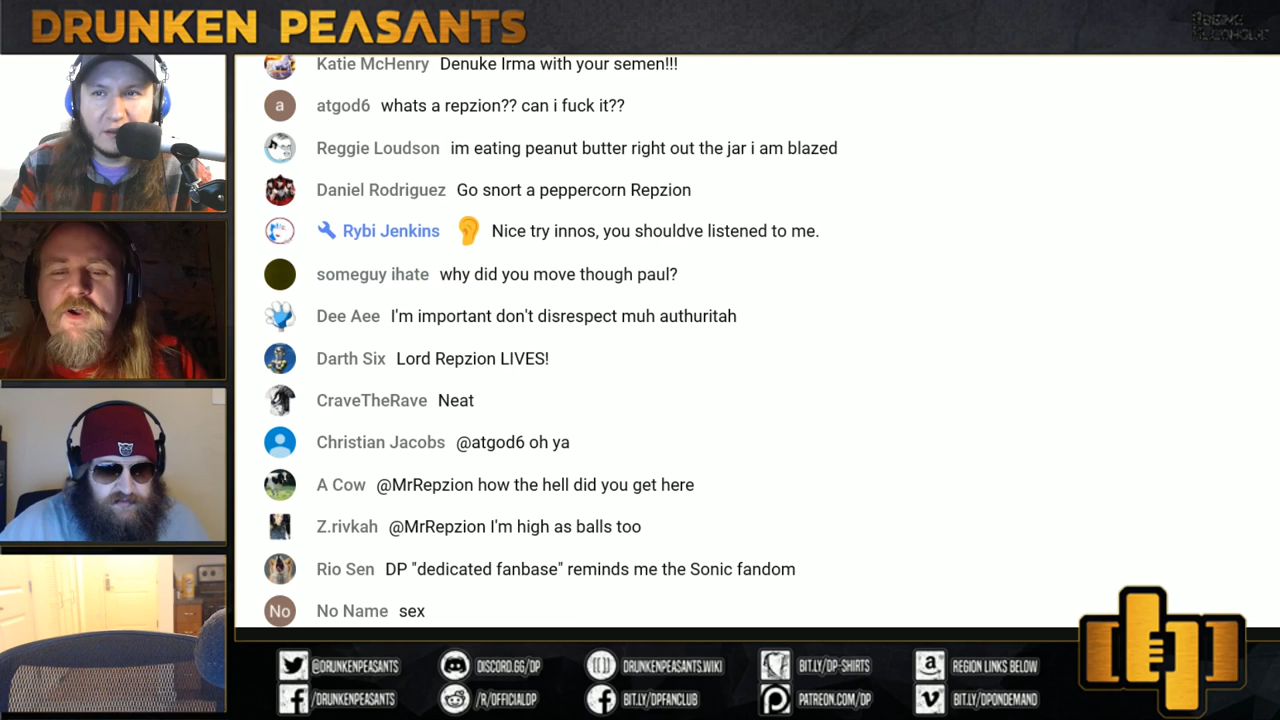 DRUNKEN PEASANTS
Katie McHenry Denuke Irma with your semen!!!
a atgod6 whats a repzion?? can i fuck it??
Reggie Loudson im eating peanut butter right out the jar i am blazed
Daniel Rodriguez Go snort a peppercorn Repzion
Rybi Jenkins Nice try innos, you shouldve listened to me.
someguy ihate why did you move though paul?
Dee Aee I'm important don't disrespect muh authuritah
Darth Six Lord Repzion LIVES!
CraveTheRave Neat
Christian Jacobs @atgod6 oh ya
A Cow @MrRepzion how the hell did you get here
Z.rivkah @MrRepzion I'm high as balls too
Rio Sen DP "dedicated fanbase" reminds me the Sonic fandom
No No Name sex
@DRUNKENPEASANTS DISCORD.GG/DP DRUNKENPEASANTS.WIKI BIT.LY/DP-SHIRTS a REGION LINKS BELOW
/DRUNKENPEASANTS /R/OFFICIALDP BIT.LY/DPFANCLUB PATREON.COM/DP BIT.LY/DPONDEMAND